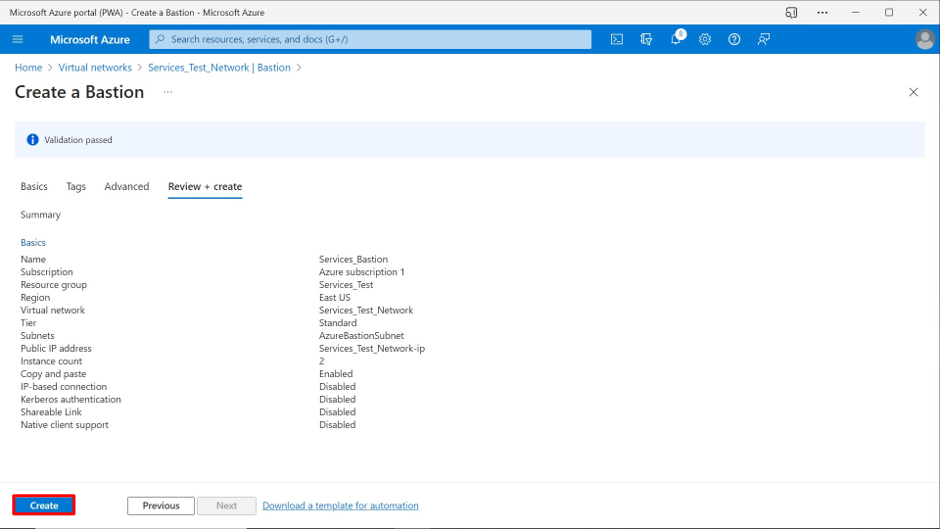 Microsoft Azure portal (PWA) - Create a Bastion - Microsoft Azure
Microsoft Azure
Search resources, services, and docs (G+/)
8
Home > Virtual networks > Services_Test_Network | Bastion >
Create a Bastion ...
Validation passed
Basics Tags Advanced Review + create
Summary
Basics
Name Services_Bastion
Subscription Azure subscription 1
Resource group Services_Test
Region East US
Virtual network Services_Test_Network
Tier Standard
Subnets AzureBastionSubnet
Public IP address Services_Test_Network-ip
Instance count 2
Copy and paste Enabled
IP-based connection Disabled
Kerberos authentication Disabled
Shareable Link Disabled
Native client support Disabled
Create Previous Next Download a template for automation